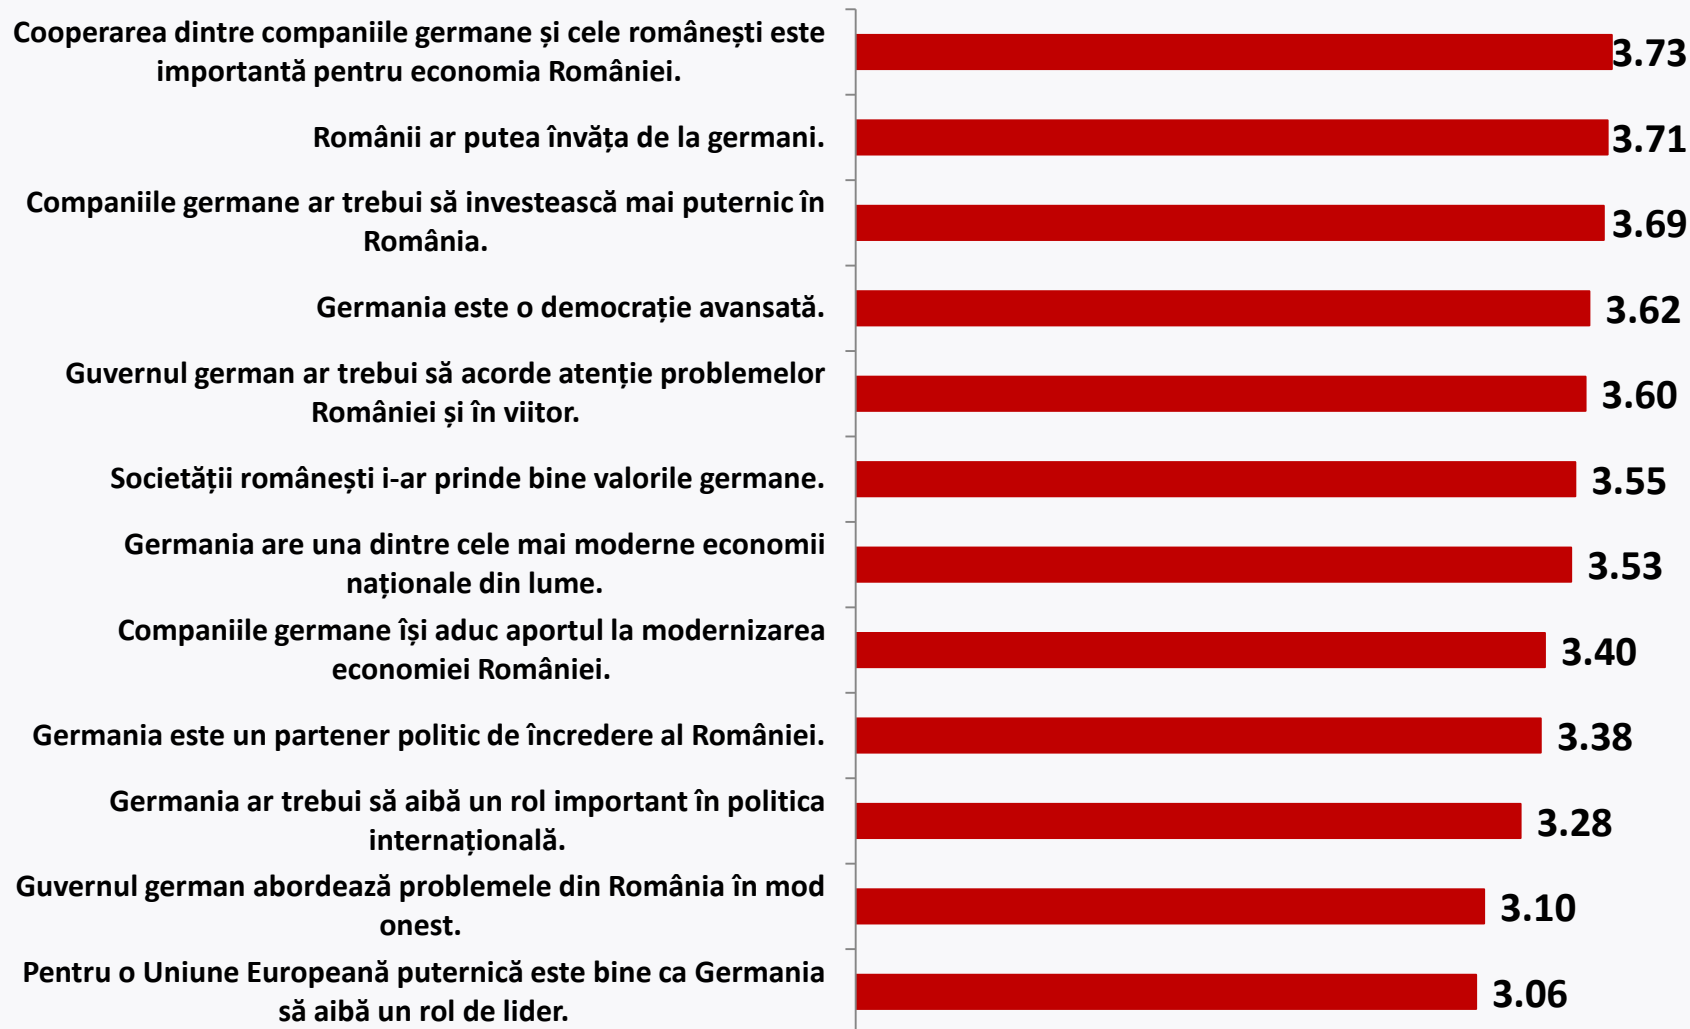 Cooperarea dintre companiile germane și cele românești este
importantă pentru economia României.
3.73
Românii ar putea învăța de la germani.
3.71
Companiile germane ar trebui să investească mai puternic în
România.
3.69
Germania este o democrație avansată.
3.62
Guvernul german ar trebui să acorde atenție problemelor
României și în viitor.
3.60
Societății românești i-ar prinde bine valorile germane.
3.55
Germania are una dintre cele mai moderne economii
naționale din lume.
3.53
Companiile germane își aduc aportul la modernizarea
economiei României.
3.40
Germania este un partener politic de încredere al României.
3.38
Germania ar trebui să aibă un rol important în politica
internațională.
3.28
Guvernul german abordează problemele din România în mod
onest.
3.10
Pentru o Uniune Europeană puternică este bine ca Germania
să aibă un rol de lider.
3.06